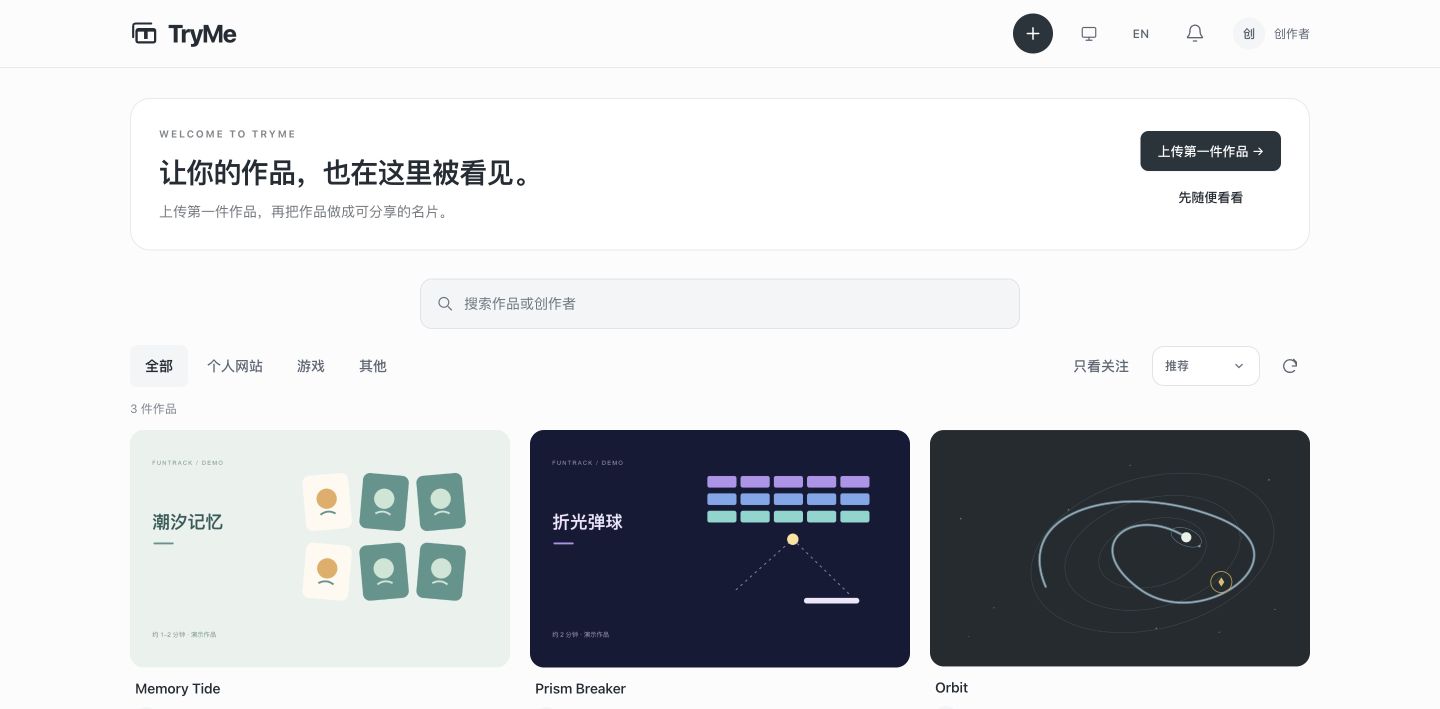 TryMe
EN
创 创作者
WELCOME TO TRYME
让你的作品，也在这里被看见。
上传第一件作品，再把作品做成可分享的名片。
上传第一件作品 →
先随便看看
搜索作品或创作者
全部 个人网站 游戏 其他
只看关注 推荐
3 件作品
FUNTRACK / DEMO
潮汐记忆
约 1–2 分钟 · 演示作品
Memory Tide
FUNTRACK / DEMO
折光弹球
约 2 分钟 · 演示作品
Prism Breaker
Orbit